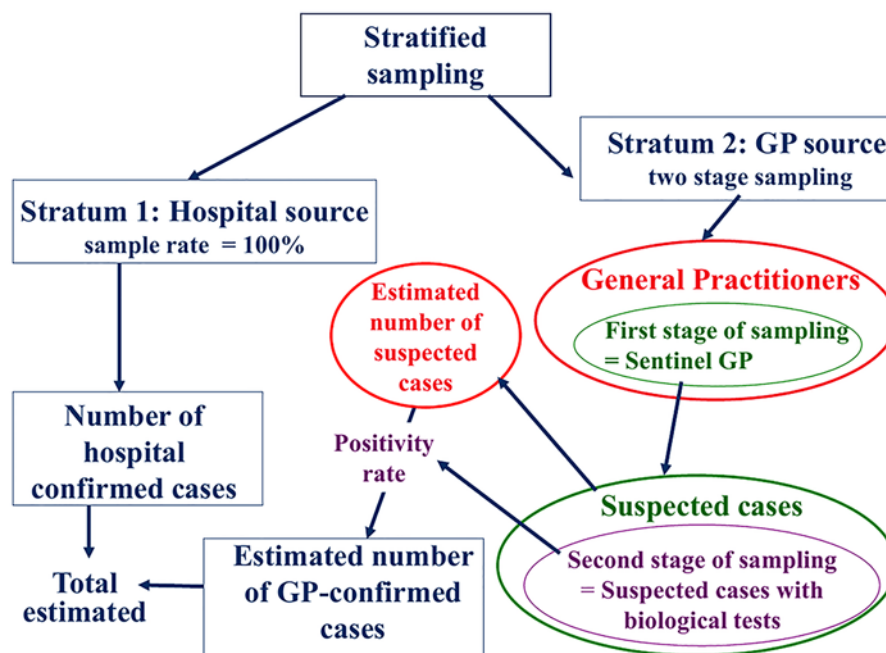 Stratified
sampling
Stratum 2: GP source
two stage sampling
Stratum 1: Hospital source
sample rate = 100%
General Practitioners
First stage of sampling
= Sentinel GP
Estimated
number of
suspected
cases
Number of
hospital
confirmed cases
Positivity
rate
Suspected cases
Second stage of sampling
= Suspected cases with
biological tests
Estimated number
of GP-confirmed
cases
Total
estimated